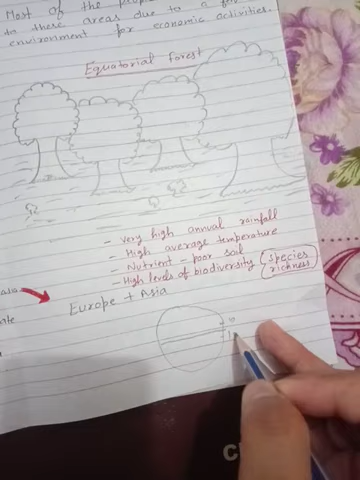 Most of the people
to these areas due to a
environment for economic activities.
Equatorial Forest
- Very high annual rainfall
- High average temperature
- Nutrient - poor soil
- High levels of biodiversity (species richness)
Europe + Asia